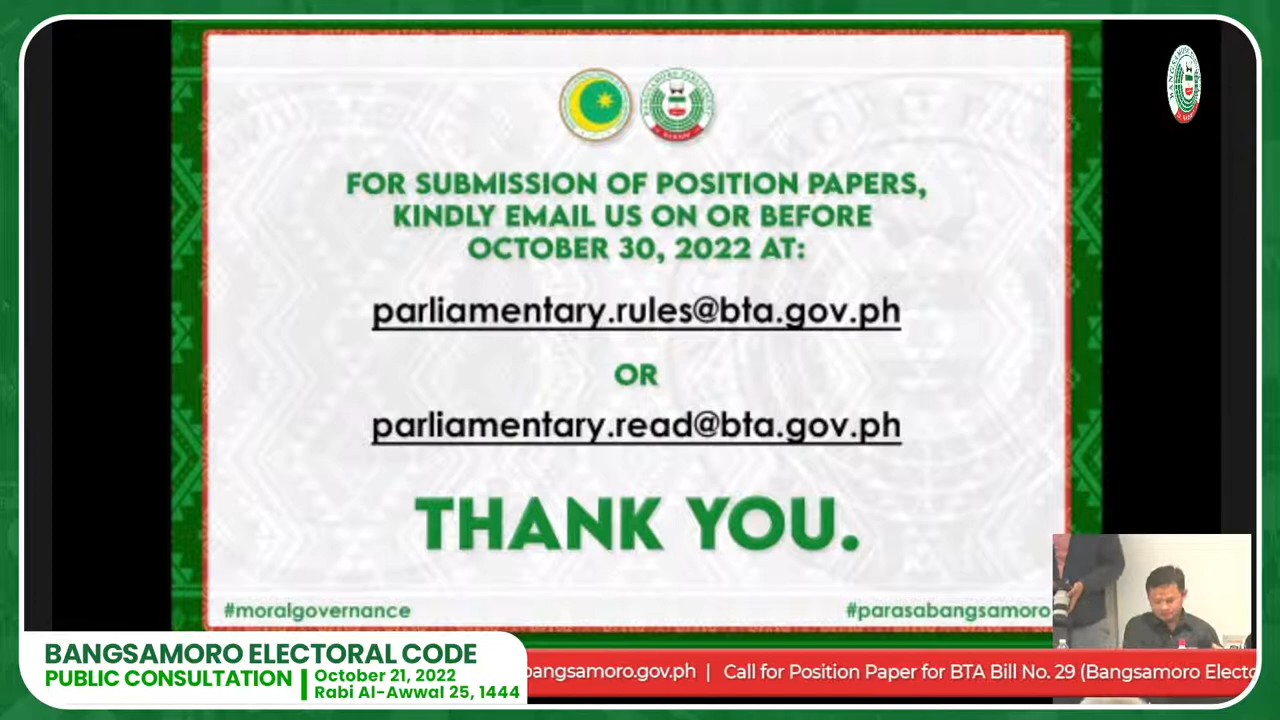 FOR SUBMISSION OF POSITION PAPERS,
KINDLY EMAIL US ON OR BEFORE
OCTOBER 30, 2022 AT:
parliamentary.rules@bta.gov.ph
OR
parliamentary.read@bta.gov.ph
THANK YOU.
#moralgovernance
#parasabangsamoro
BANGSAMORO ELECTORAL CODE
PUBLIC CONSULTATION
October 21, 2022
Rabi Al-Awwal 25, 1444
bangsamoro.gov.ph | Call for Position Paper for BTA Bill No. 29 (Bangsamoro Electo